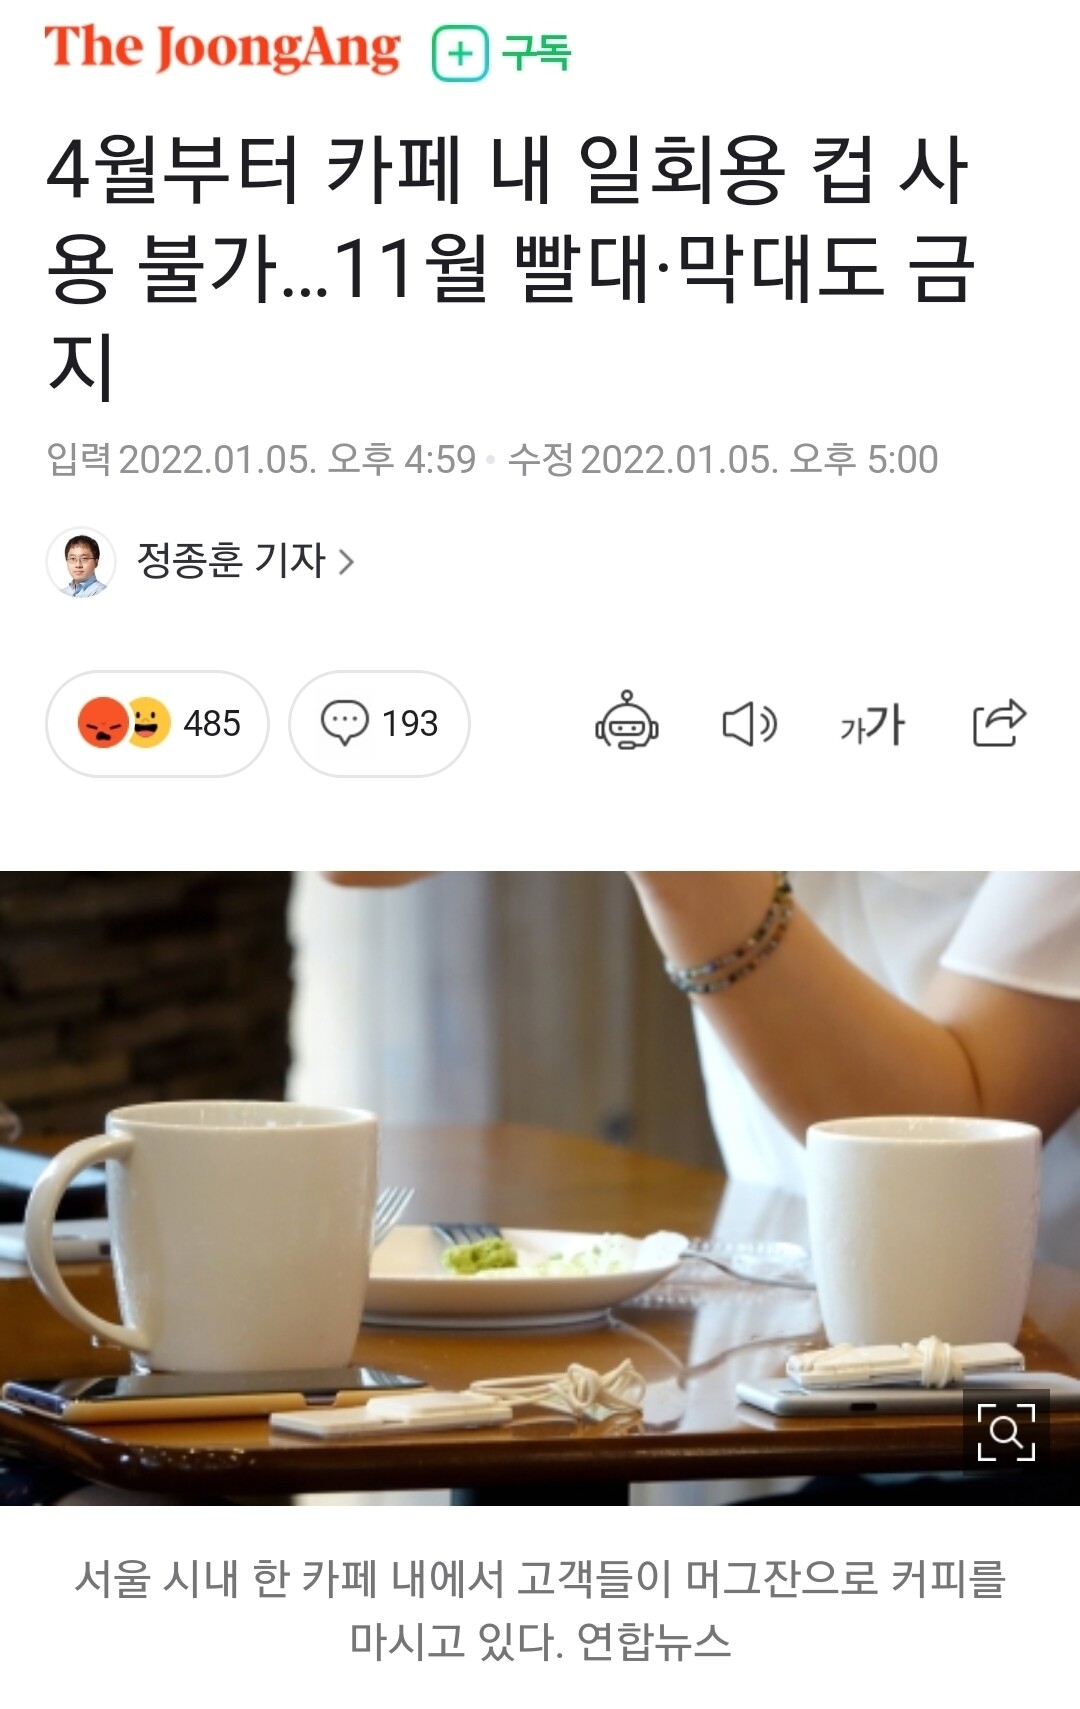 The JoongAng + 구독
4월부터 카페 내 일회용 컵 사
용 불가...11월 빨대·막대도 금
지
입력 2022.01.05. 오후 4:59 · 수정 2022.01.05. 오후 5:00
정종훈 기자 >
485 193 가가
서울 시내 한 카페 내에서 고객들이 머그잔으로 커피를
마시고 있다. 연합뉴스